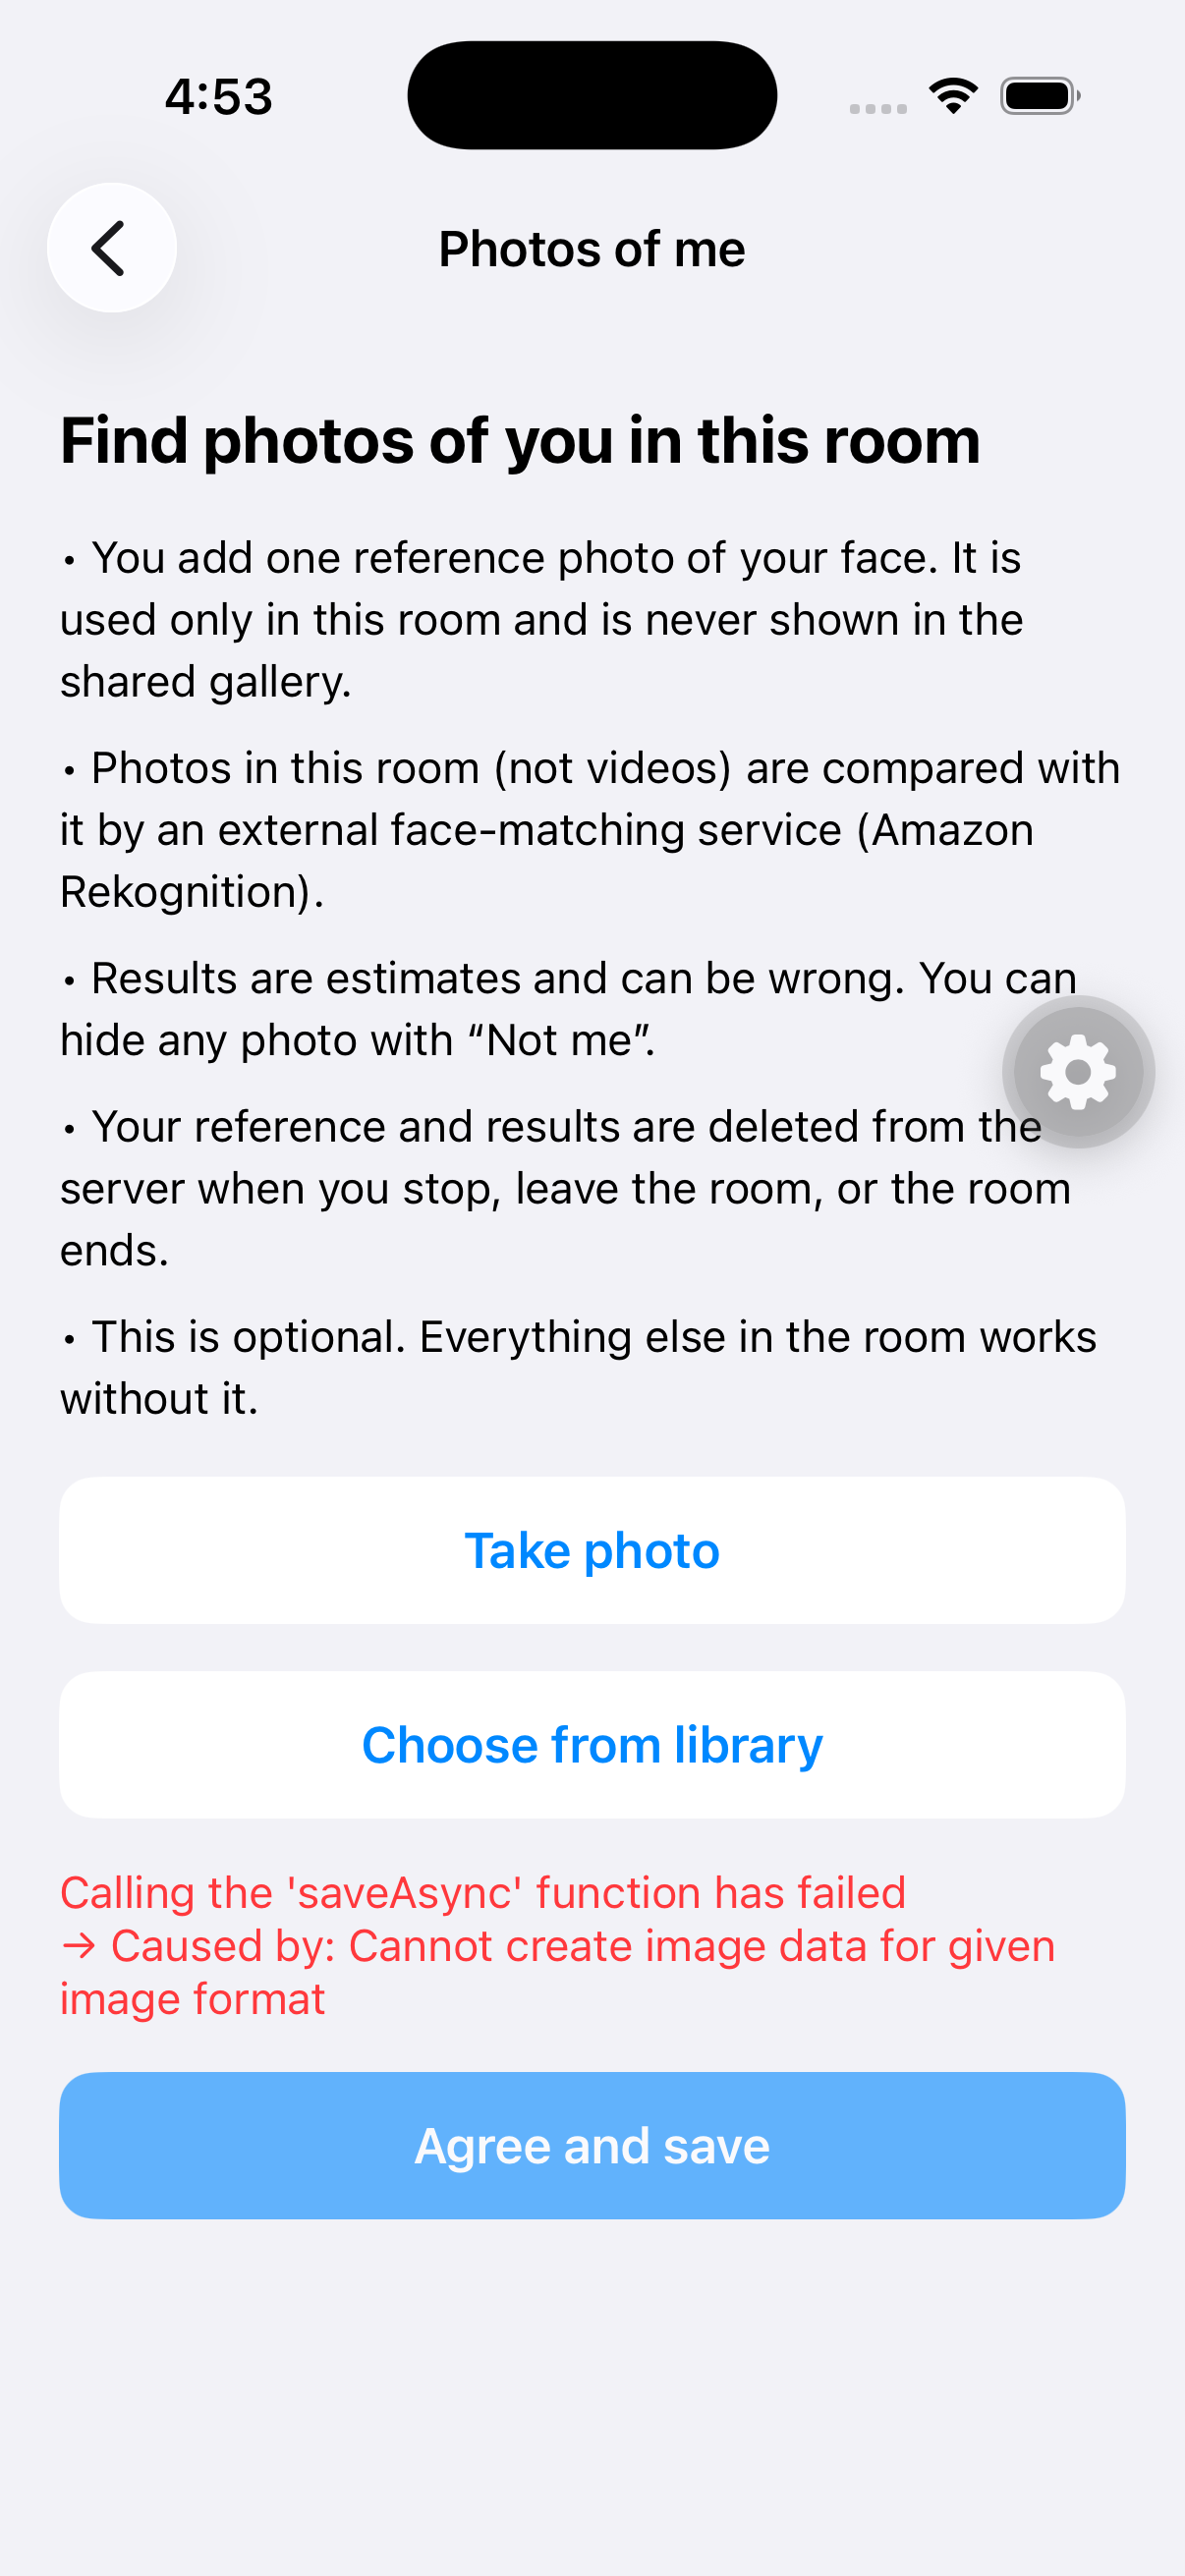 4:53
Photos of me
Find photos of you in this room
• You add one reference photo of your face. It is
used only in this room and is never shown in the
shared gallery.
• Photos in this room (not videos) are compared with
it by an external face-matching service (Amazon
Rekognition).
• Results are estimates and can be wrong. You can
hide any photo with “Not me”.
• Your reference and results are deleted from the
server when you stop, leave the room, or the room
ends.
• This is optional. Everything else in the room works
without it.
Take photo
Choose from library
Calling the 'saveAsync' function has failed
→ Caused by: Cannot create image data for given
image format
Agree and save